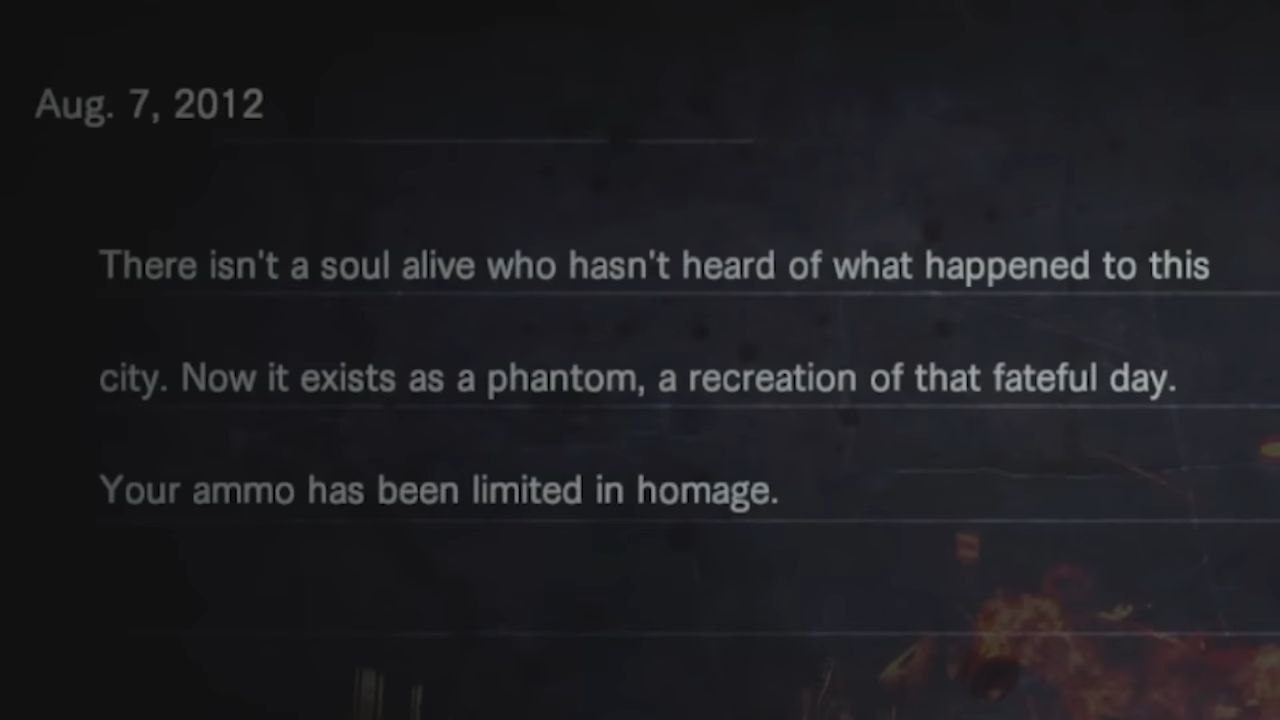 Aug. 7, 2012
There isn't a soul alive who hasn't heard of what happened to this
city. Now it exists as a phantom, a recreation of that fateful day.
Your ammo has been limited in homage.